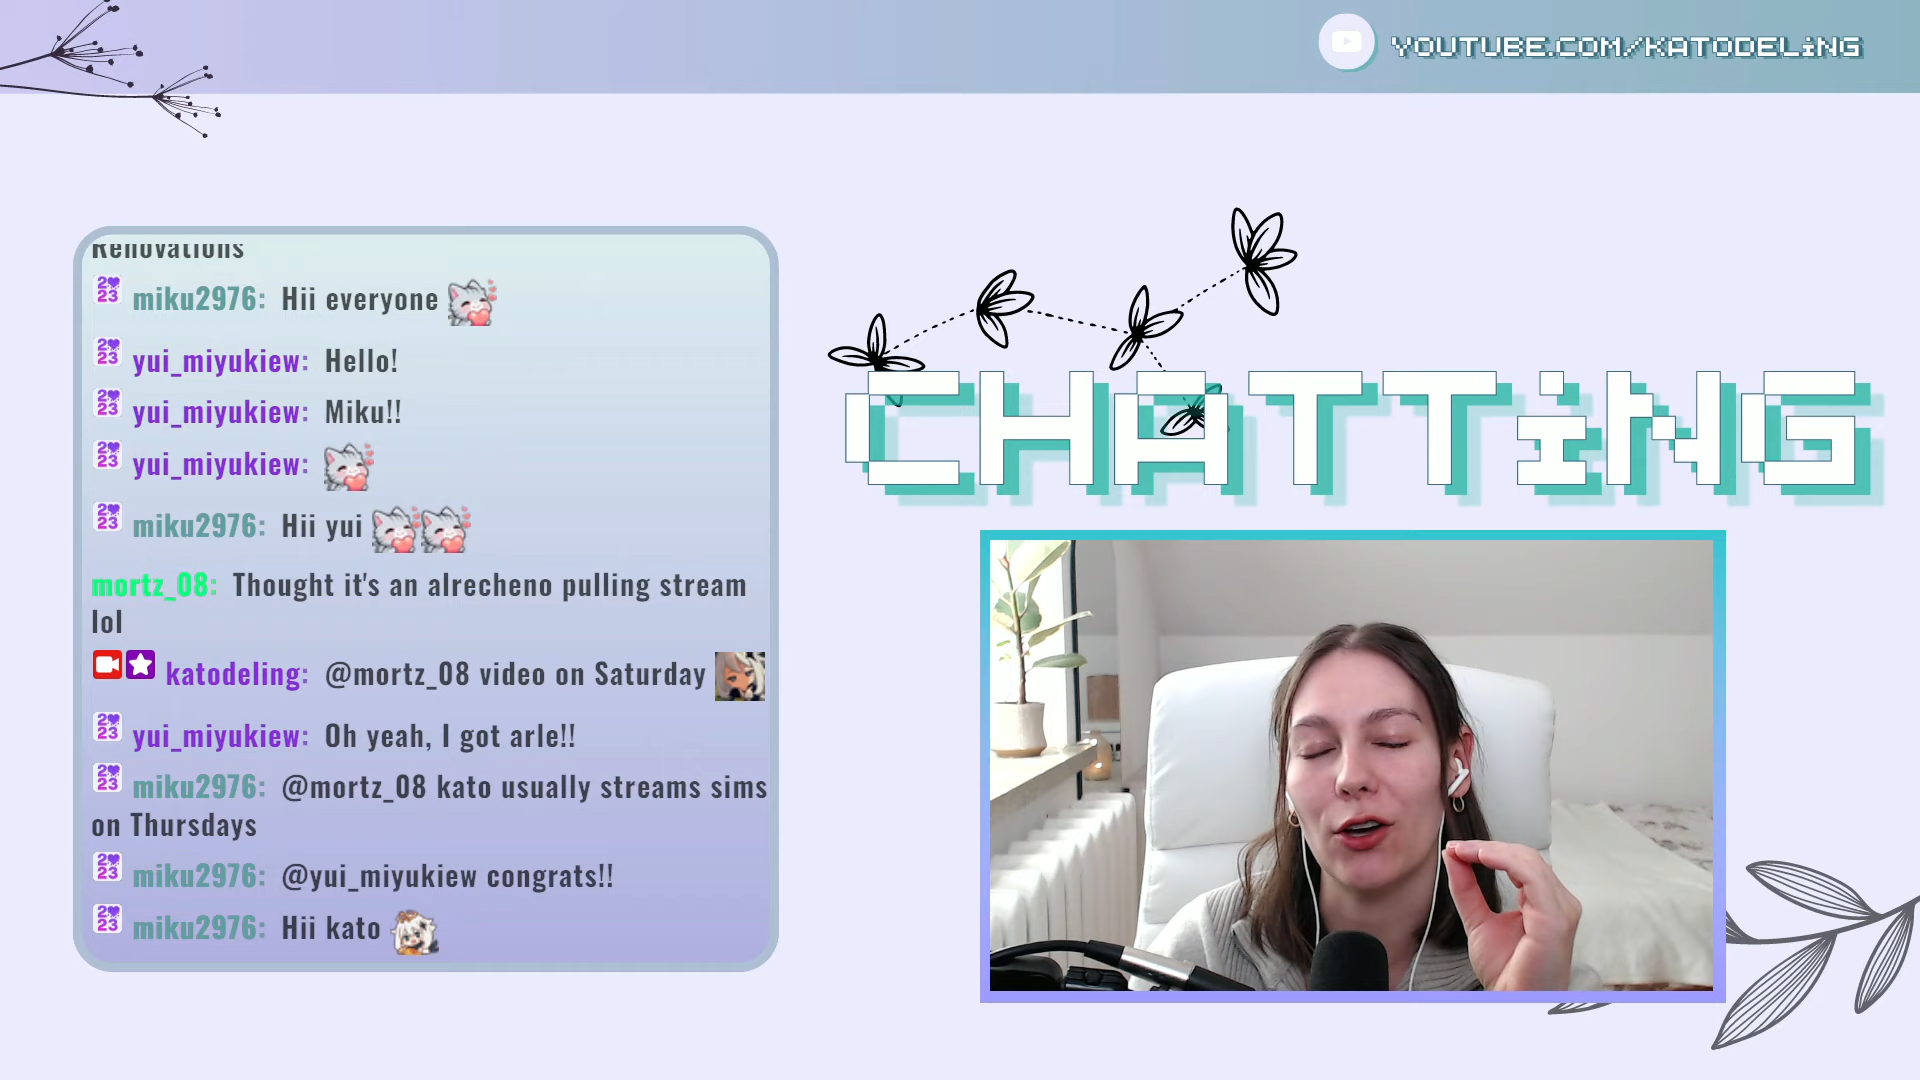 YOUTUBE.COM/KATODELiNG
Renovations
miku2976: Hii everyone
yui_miyukiew: Hello!
yui_miyukiew: Miku!!
yui_miyukiew:
miku2976: Hii yui
mortz_08: Thought it's an alrecheno pulling stream
lol
katodeling: @mortz_08 video on Saturday
yui_miyukiew: Oh yeah, I got arle!!
miku2976: @mortz_08 kato usually streams sims
on Thursdays
miku2976: @yui_miyukiew congrats!!
miku2976: Hii kato
CHATTiNG